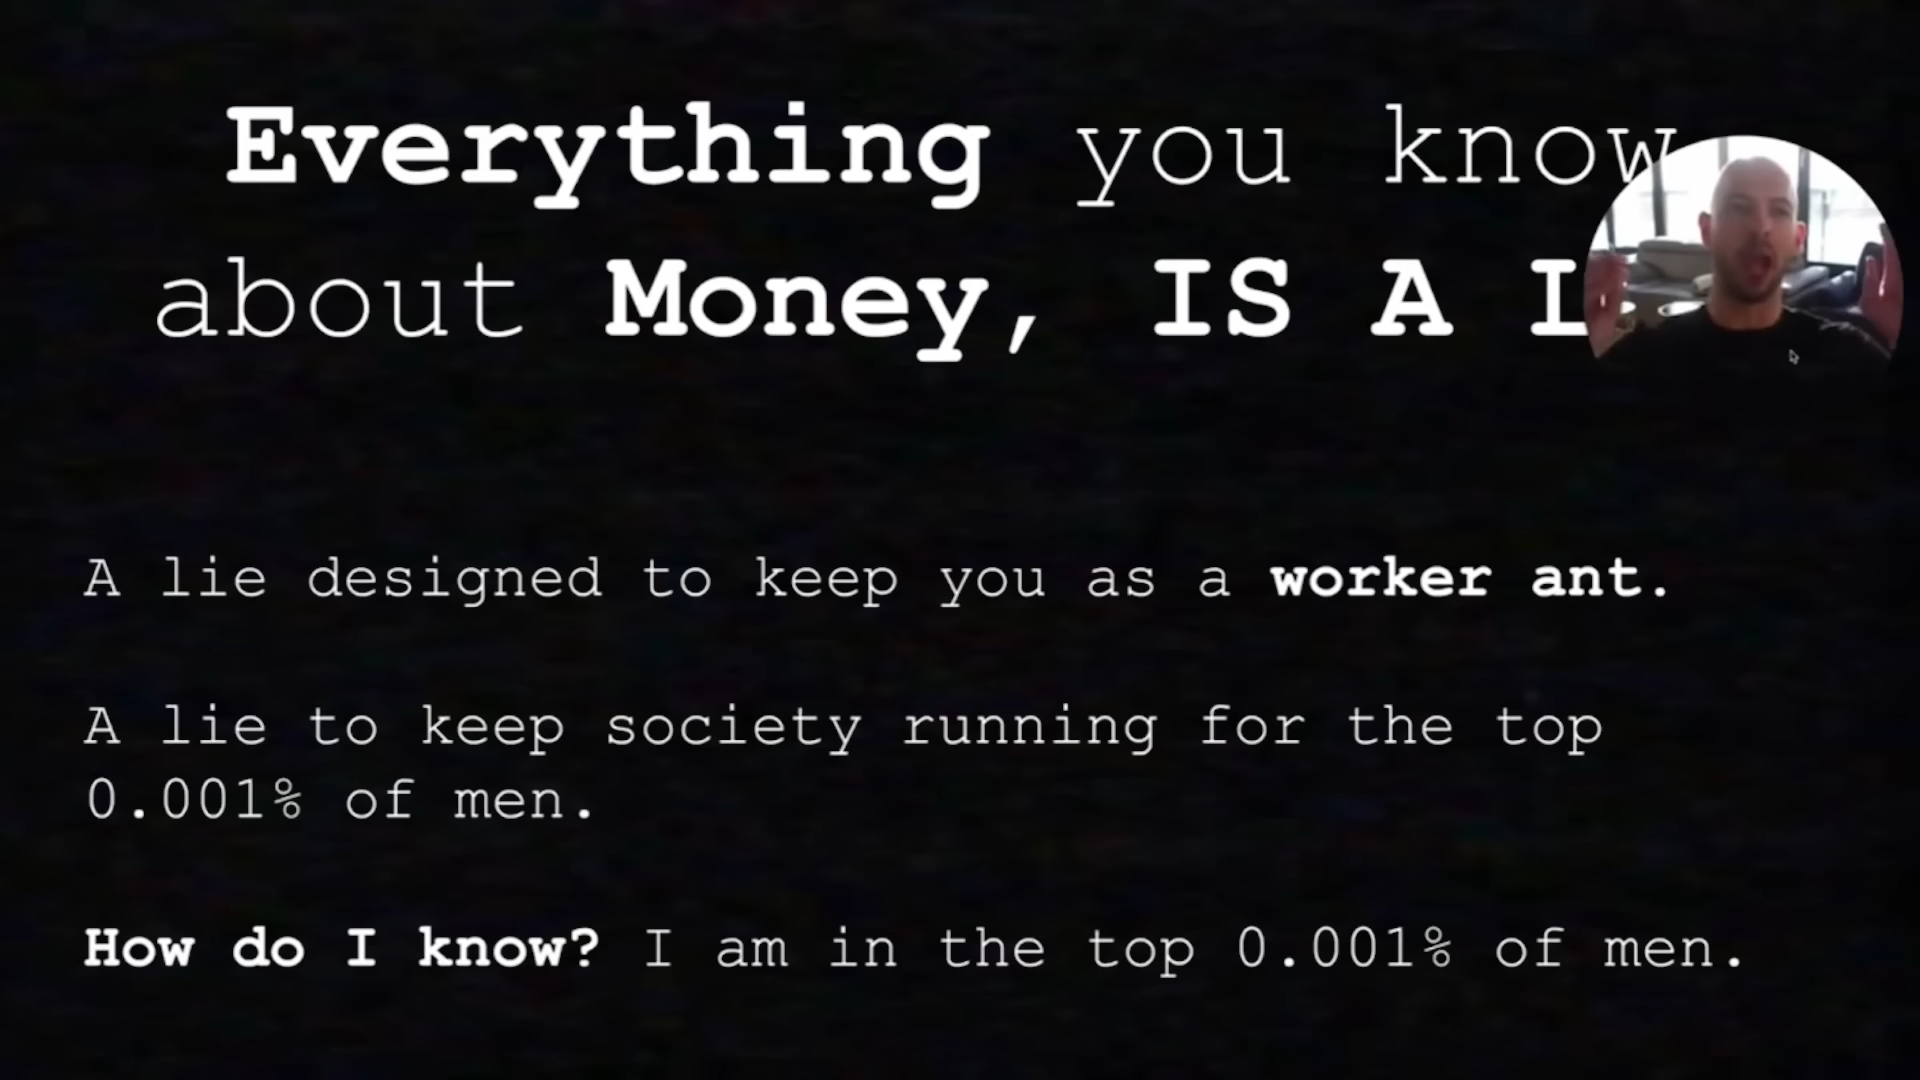 Everything you know
about Money, IS A L
A lie designed to keep you as a worker ant.
A lie to keep society running for the top
0.001% of men.
How do I know? I am in the top 0.001% of men.